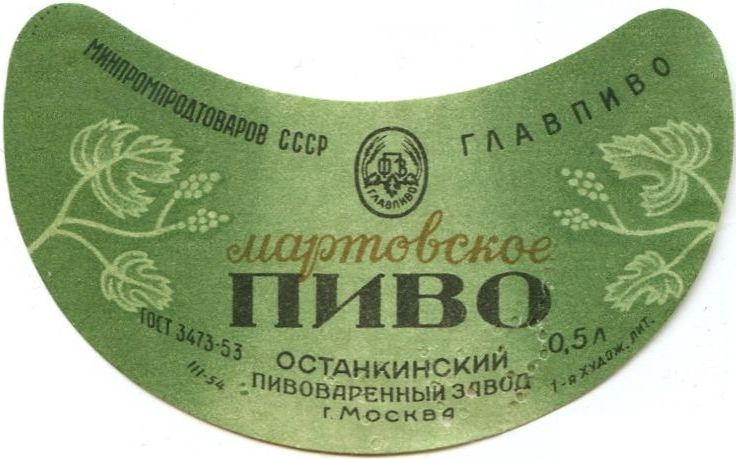 МИНПРОМПРОДТОВАРОВ СССР
ГЛАВПИВО
ГЛАВПИВО
мартовское
ПИВО
ГОСТ 3473-53
III-54
ОСТАНКИНСКИЙ
ПИВОВАРЕННЫЙ ЗАВОД
г. МОСКВА
0,5 л
1-я ХУДОЖ. ЛИТ.